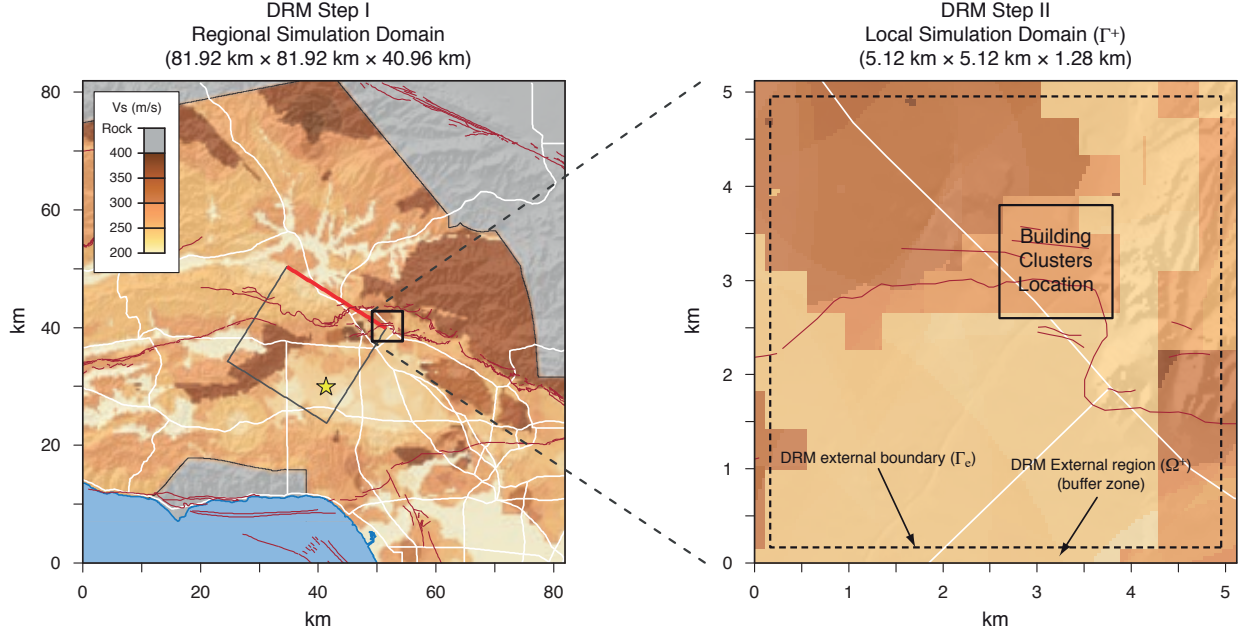 DRM Step I
Regional Simulation Domain
(81.92 km × 81.92 km × 40.96 km)
80
60
40
20
0
km
Vs (m/s)
Rock
400
350
300
250
200
0
20
40
60
80
km
DRM Step II
Local Simulation Domain (Γ⁺)
(5.12 km × 5.12 km × 1.28 km)
5
4
3
2
1
0
km
Building
Clusters
Location
DRM external boundary (Γₑ)
DRM External region (Ω⁺)
(buffer zone)
0
1
2
3
4
5
km